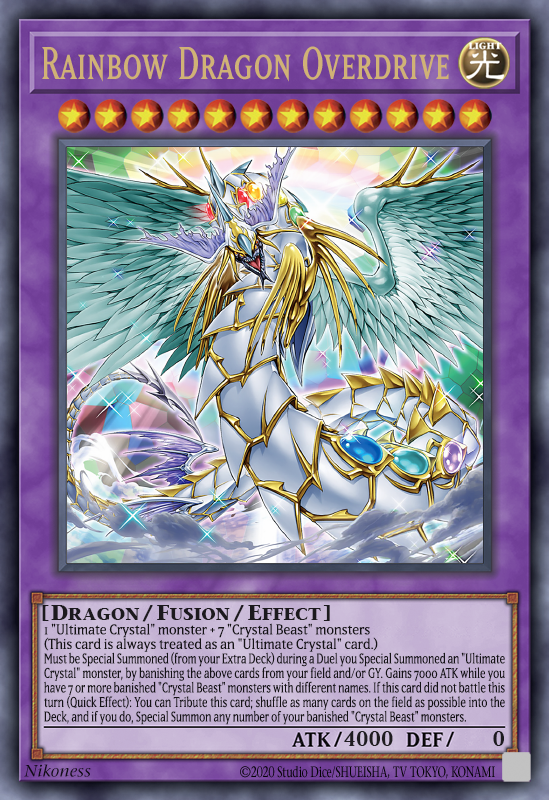 RAINBOW DRAGON OVERDRIVE
LIGHT
光
[DRAGON / FUSION / EFFECT]
1 "Ultimate Crystal" monster + 7 "Crystal Beast" monsters
(This card is always treated as an "Ultimate Crystal" card.)
Must be Special Summoned (from your Extra Deck) during a Duel you Special Summoned an "Ultimate
Crystal" monster, by banishing the above cards from your field and/or GY. Gains 7000 ATK while you
have 7 or more banished "Crystal Beast" monsters with different names. If this card did not battle this
turn (Quick Effect): You can Tribute this card; shuffle as many cards on the field as possible into the
Deck, and if you do, Special Summon any number of your banished "Crystal Beast" monsters.
ATK/4000 DEF/ 0
Nikoness ©2020 Studio Dice/SHUEISHA, TV TOKYO, KONAMI